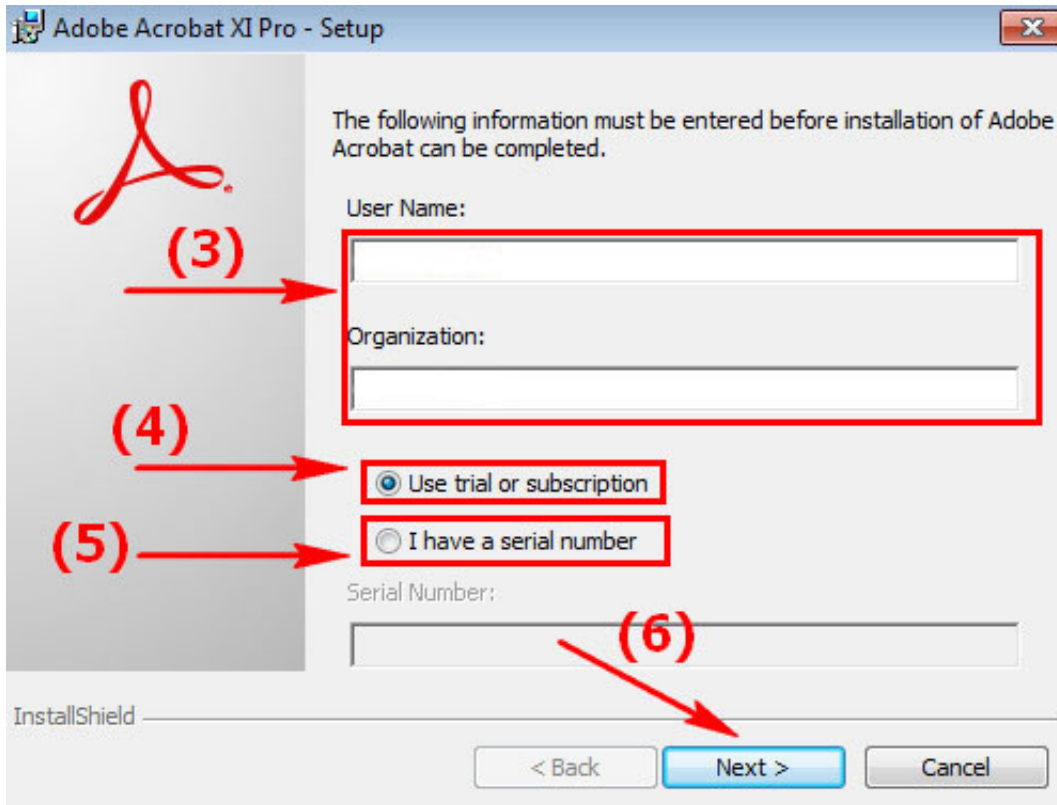 Adobe Acrobat XI Pro - Setup
The following information must be entered before installation of Adobe
Acrobat can be completed.
User Name:
(3)
Organization:
(4)
Use trial or subscription
(5)
I have a serial number
Serial Number:
(6)
InstallShield
< Back Next > Cancel